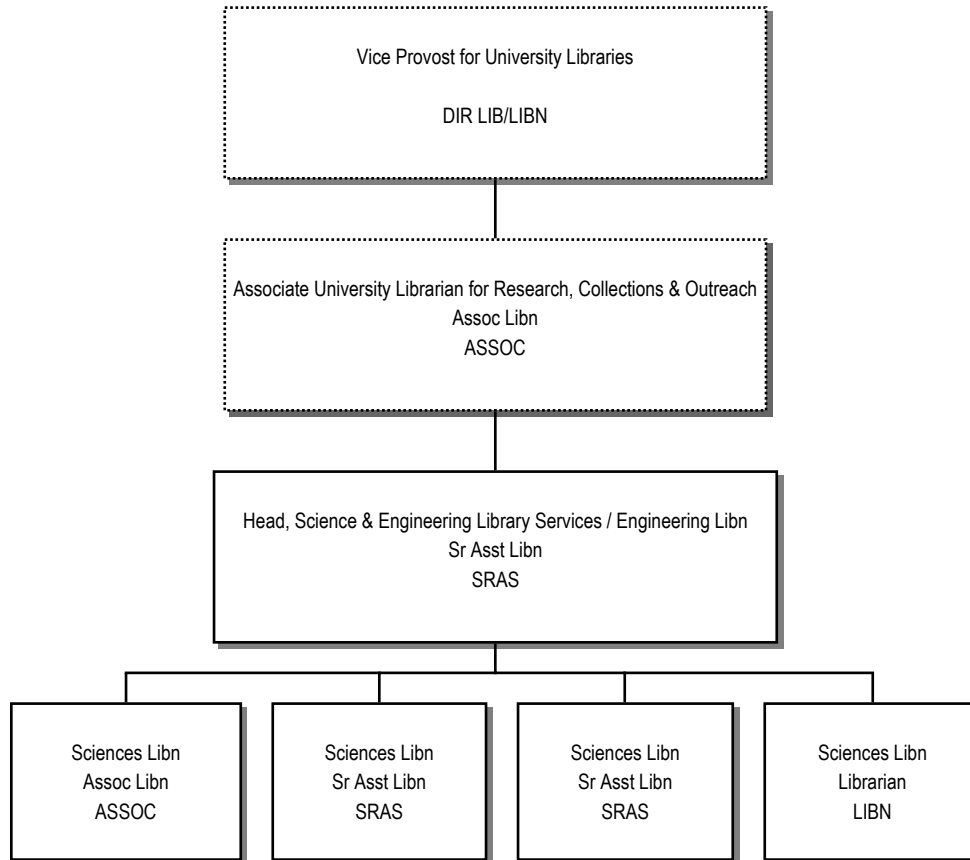 Vice Provost for University Libraries
DIR LIB/LIBN
Associate University Librarian for Research, Collections & Outreach
Assoc Libn
ASSOC
Head, Science & Engineering Library Services / Engineering Libn
Sr Asst Libn
SRAS
Sciences Libn
Assoc Libn
ASSOC
Sciences Libn
Sr Asst Libn
SRAS
Sciences Libn
Sr Asst Libn
SRAS
Sciences Libn
Librarian
LIBN